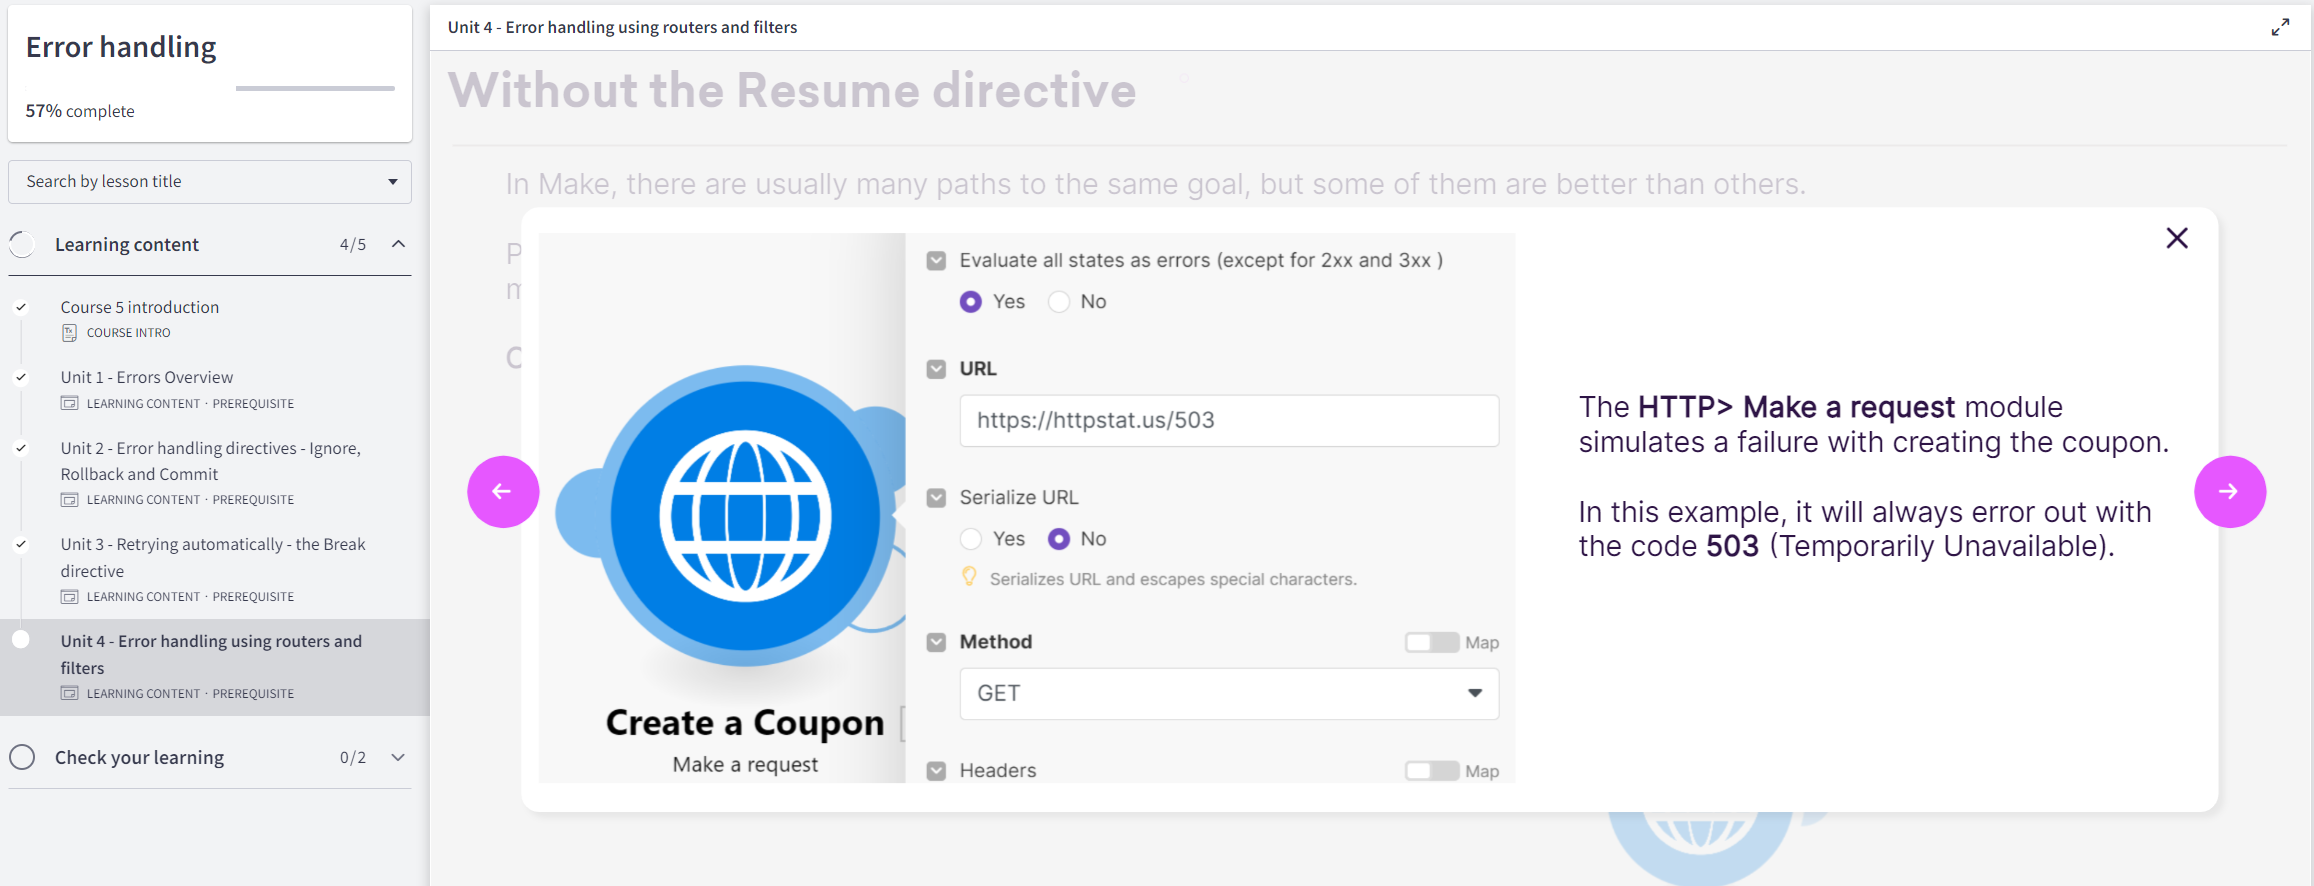 Error handling
57% complete
Search by lesson title
Learning content 4/5
Course 5 introduction
COURSE INTRO
Unit 1 - Errors Overview
LEARNING CONTENT · PREREQUISITE
Unit 2 - Error handling directives - Ignore,
Rollback and Commit
LEARNING CONTENT · PREREQUISITE
Unit 3 - Retrying automatically - the Break
directive
LEARNING CONTENT · PREREQUISITE
Unit 4 - Error handling using routers and
filters
LEARNING CONTENT · PREREQUISITE
Check your learning 0/2
Unit 4 - Error handling using routers and filters
Without the Resume directive
In Make, there are usually many paths to the same goal, but some of them are better than others.
Create a Coupon
Make a request
Evaluate all states as errors (except for 2xx and 3xx )
Yes No
URL
https://httpstat.us/503
Serialize URL
Yes No
Serializes URL and escapes special characters.
Method Map
GET
Headers Map
The HTTP> Make a request module
simulates a failure with creating the coupon.
In this example, it will always error out with
the code 503 (Temporarily Unavailable).